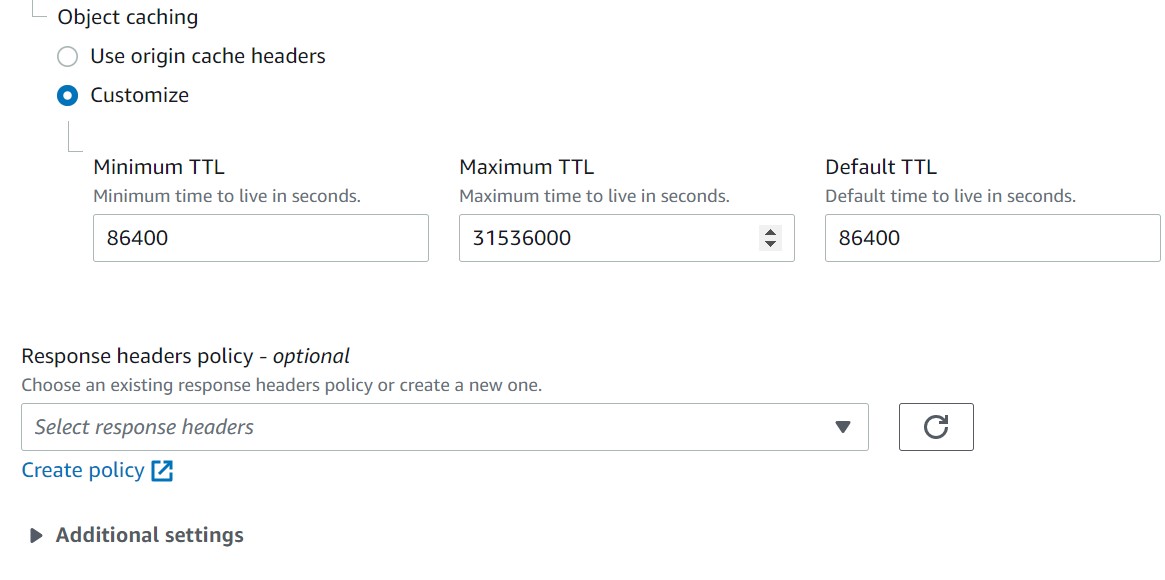 Object caching
Use origin cache headers
Customize
Minimum TTL
Minimum time to live in seconds.
86400
Maximum TTL
Maximum time to live in seconds.
31536000
Default TTL
Default time to live in seconds.
86400
Response headers policy - optional
Choose an existing response headers policy or create a new one.
Select response headers
Create policy
Additional settings